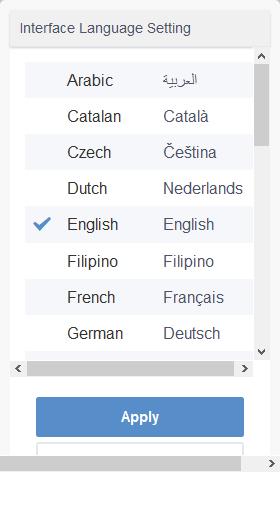 Interface Language Setting
Arabic العربية
Catalan Català
Czech Čeština
Dutch Nederlands
English English
Filipino Filipino
French Français
German Deutsch
Apply